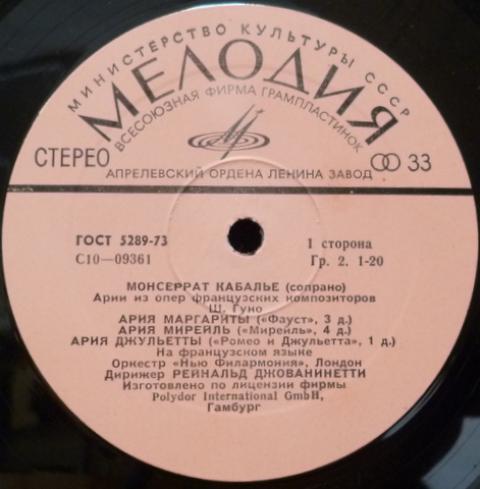 МИНИСТЕРСТВО КУЛЬТУРЫ СССР
МЕЛОДИЯ
ВСЕСОЮЗНАЯ ФИРМА ГРАМПЛАСТИНОК
СТЕРЕО
33
АПРЕЛЕВСКИЙ ОРДЕНА ЛЕНИНА ЗАВОД
ГОСТ 5289-73
1 сторона
С10—09361
Гр. 2. 1-20
МОНСЕРРАТ КАБАЛЬЕ (сопрано)
Арии из опер французских композиторов
Ш. Гуно
АРИЯ МАРГАРИТЫ («Фауст», 3 д.)
АРИЯ МИРЕЙЛЬ («Мирейль», 4 д.)
АРИЯ ДЖУЛЬЕТТЫ («Ромео и Джульетта», 1 д.)
На французском языке
Оркестр «Нью Филармония», Лондон
Дирижер РЕЙНАЛЬД ДЖОВАНИНЕТТИ
Изготовлено по лицензии фирмы
Polydor International GmbH,
Гамбург